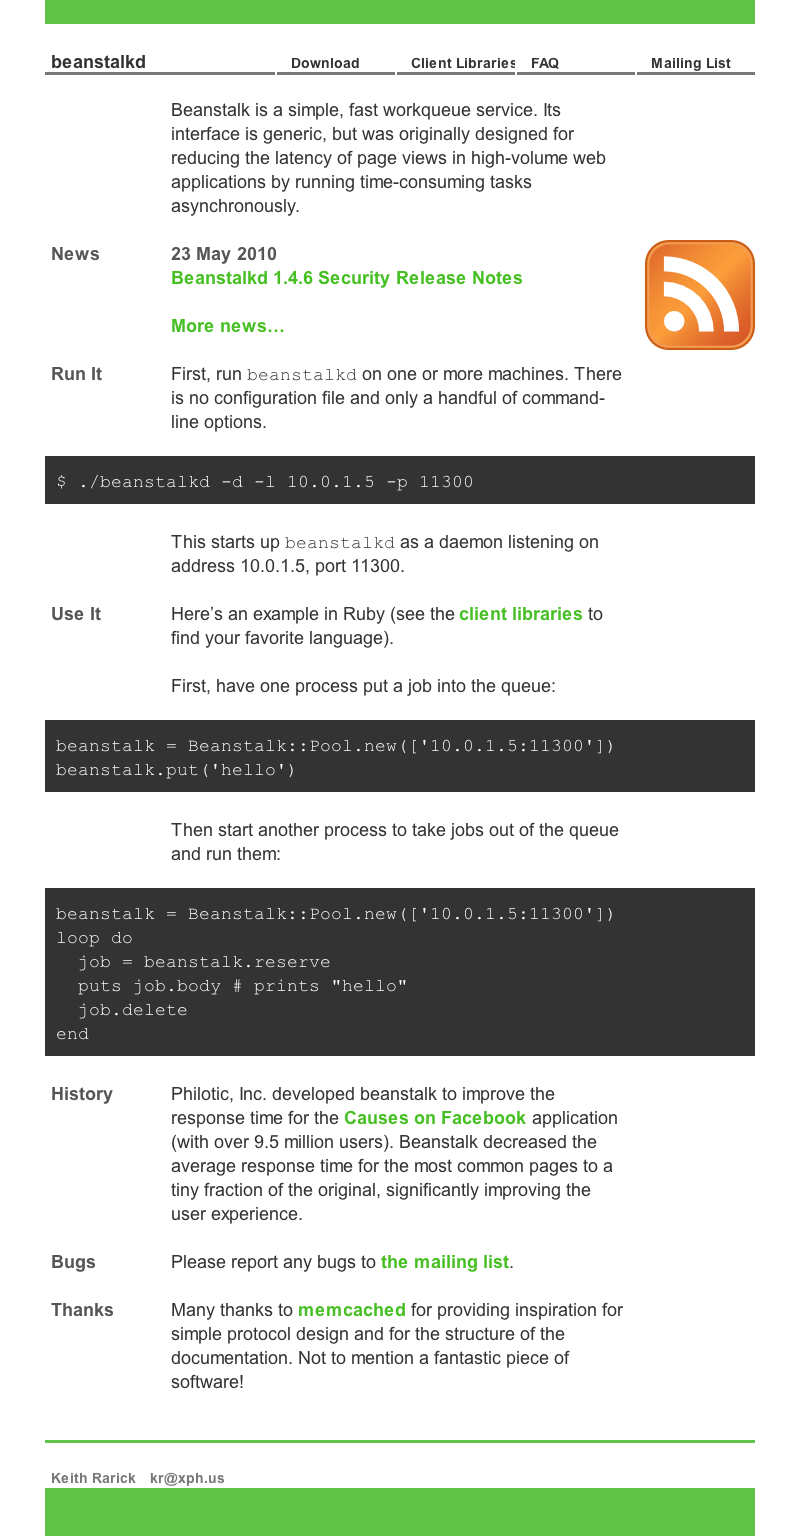 beanstalkd Download Client Libraries FAQ Mailing List
Beanstalk is a simple, fast workqueue service. Its
interface is generic, but was originally designed for
reducing the latency of page views in high-volume web
applications by running time-consuming tasks
asynchronously.
News 23 May 2010
Beanstalkd 1.4.6 Security Release Notes
More news…
Run It First, run beanstalkd on one or more machines. There
is no configuration file and only a handful of command-
line options.
$ ./beanstalkd -d -l 10.0.1.5 -p 11300
This starts up beanstalkd as a daemon listening on
address 10.0.1.5, port 11300.
Use It Here’s an example in Ruby (see the client libraries to
find your favorite language).
First, have one process put a job into the queue:
beanstalk = Beanstalk::Pool.new(['10.0.1.5:11300'])
beanstalk.put('hello')
Then start another process to take jobs out of the queue
and run them:
beanstalk = Beanstalk::Pool.new(['10.0.1.5:11300'])
loop do
  job = beanstalk.reserve
  puts job.body # prints "hello"
  job.delete
end
History Philotic, Inc. developed beanstalk to improve the
response time for the Causes on Facebook application
(with over 9.5 million users). Beanstalk decreased the
average response time for the most common pages to a
tiny fraction of the original, significantly improving the
user experience.
Bugs Please report any bugs to the mailing list.
Thanks Many thanks to memcached for providing inspiration for
simple protocol design and for the structure of the
documentation. Not to mention a fantastic piece of
software!
Keith Rarick kr@xph.us